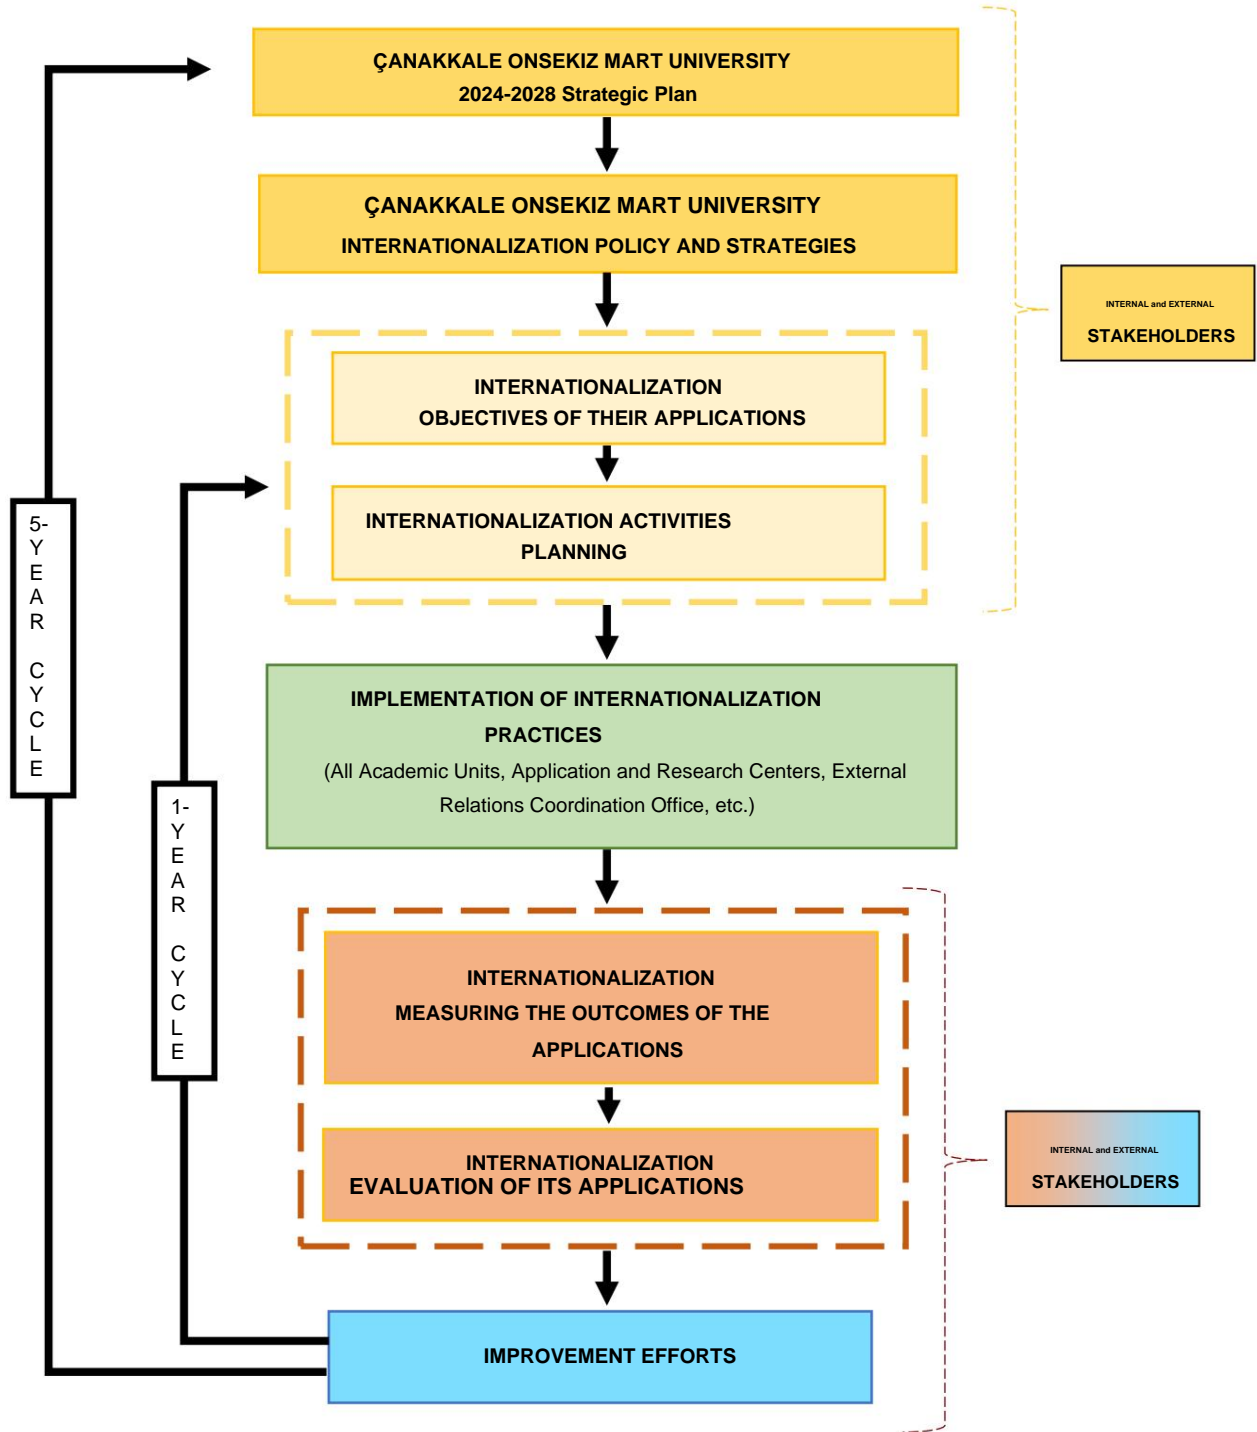 ÇANAKKALE ONSEKIZ MART UNIVERSITY
2024-2028 Strategic Plan
ÇANAKKALE ONSEKIZ MART UNIVERSITY
INTERNATIONALIZATION POLICY AND STRATEGIES
INTERNAL and EXTERNAL
STAKEHOLDERS
INTERNATIONALIZATION
OBJECTIVES OF THEIR APPLICATIONS
INTERNATIONALIZATION ACTIVITIES
PLANNING
5-
Y
E
A
R
C
Y
C
L
E
IMPLEMENTATION OF INTERNATIONALIZATION
PRACTICES
(All Academic Units, Application and Research Centers, External
Relations Coordination Office, etc.)
1-
Y
E
A
R
C
Y
C
L
E
INTERNATIONALIZATION
MEASURING THE OUTCOMES OF THE
APPLICATIONS
INTERNATIONALIZATION
EVALUATION OF ITS APPLICATIONS
INTERNAL and EXTERNAL
STAKEHOLDERS
IMPROVEMENT EFFORTS